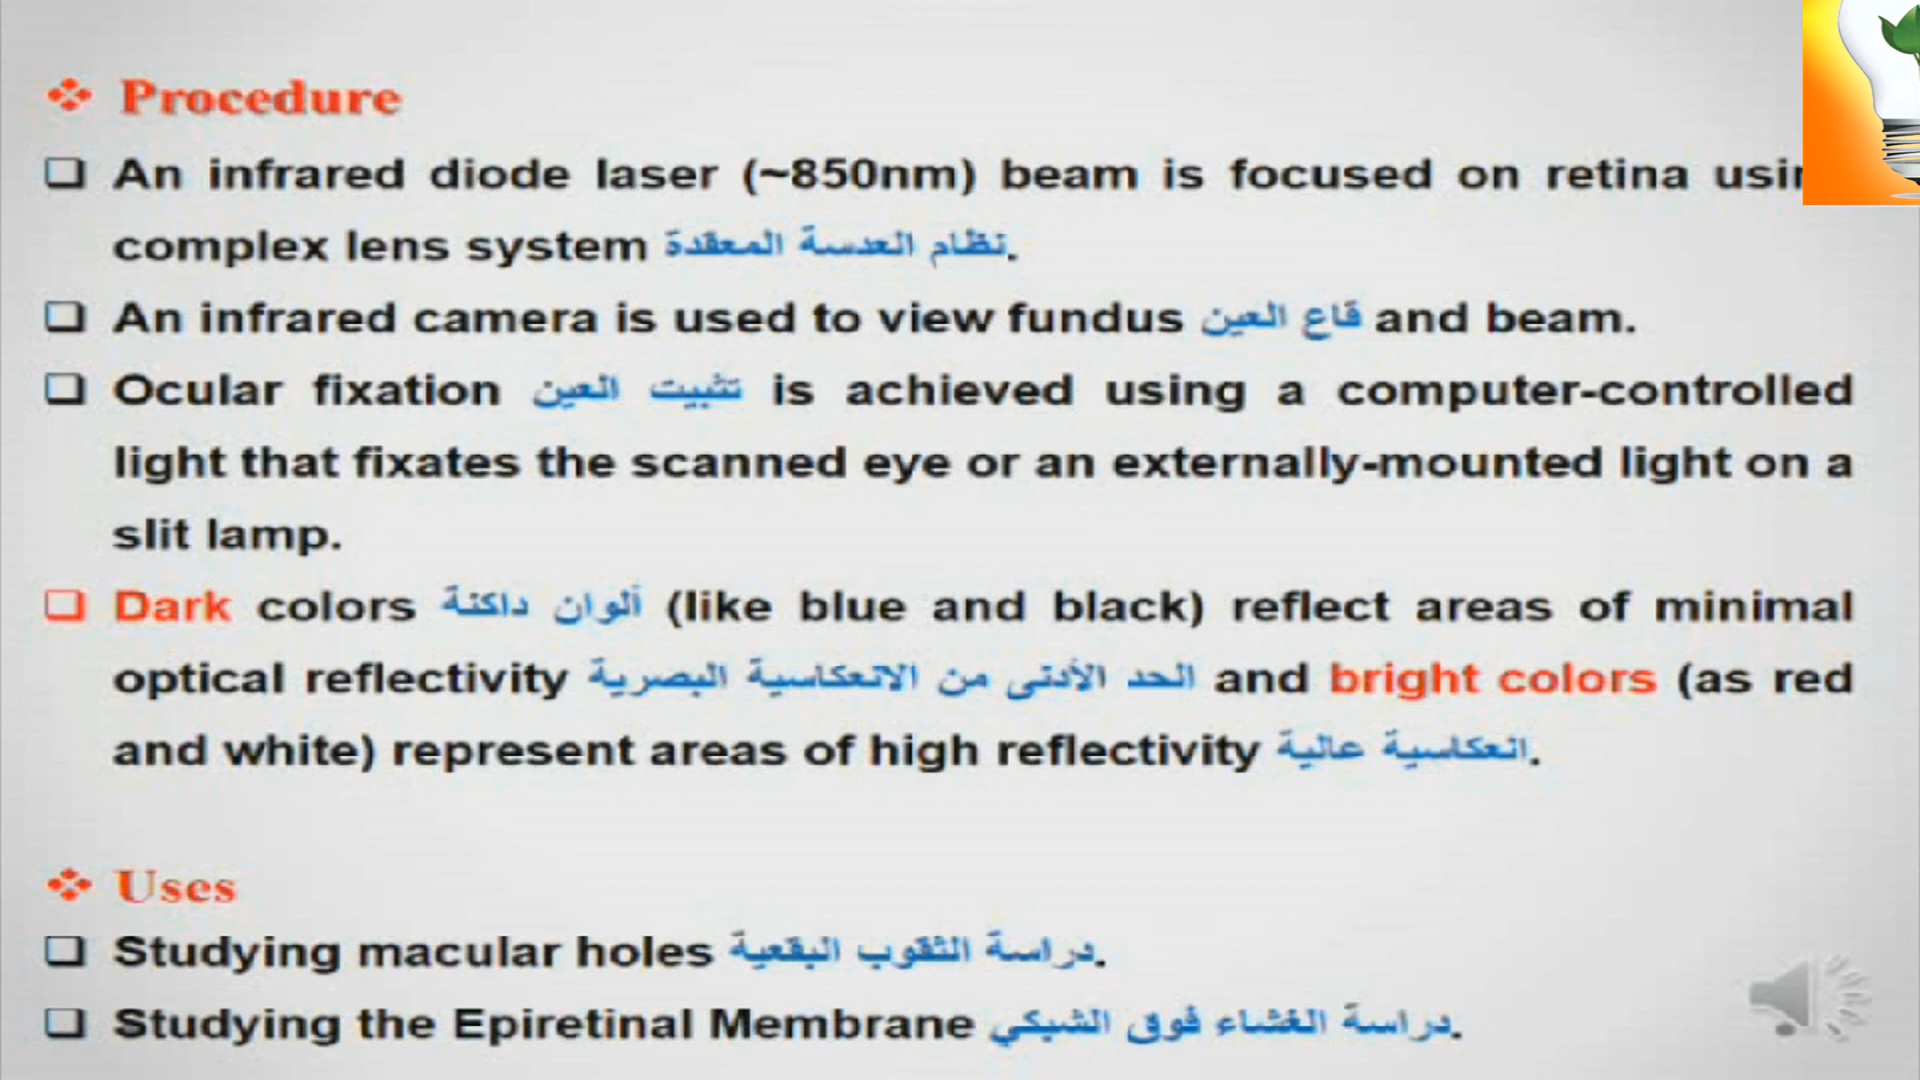 Procedure
An infrared diode laser (~850nm) beam is focused on retina
complex lens system نظام العدسة المعقدة.
An infrared camera is used to view fundus قاع العين and beam.
Ocular fixation تثبيت العين is achieved using a computer-controlled
light that fixates the scanned eye or an externally-mounted light on a
slit lamp.
Dark colors ألوان داكنة (like blue and black) reflect areas of minimal
optical reflectivity الحد الأدنى من الانعكاسية البصرية and bright colors (as red
and white) represent areas of high reflectivity انعكاسية عالية.
Uses
Studying macular holes دراسة الثقوب البقعية.
Studying the Epiretinal Membrane دراسة الغشاء فوق الشبكي.